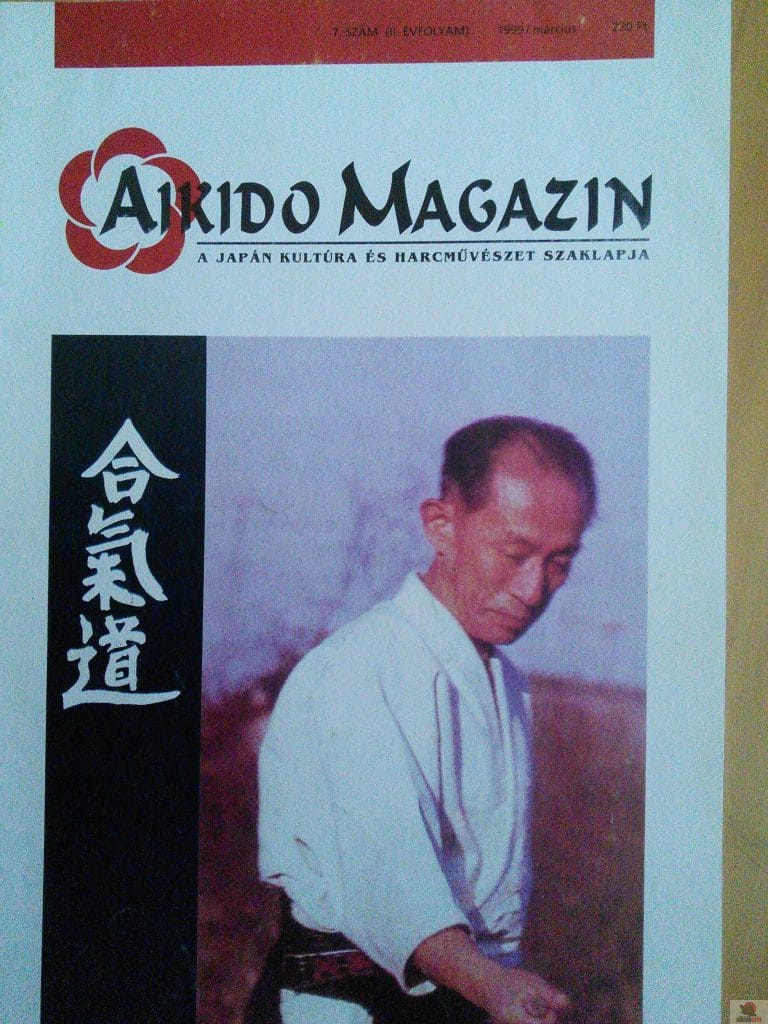 7. SZÁM (II. ÉVFOLYAM) 1999/március 220 Ft
AIKIDO MAGAZIN
A JAPÁN KULTÚRA ÉS HARCMŰVÉSZET SZAKLAPJA
合氣道